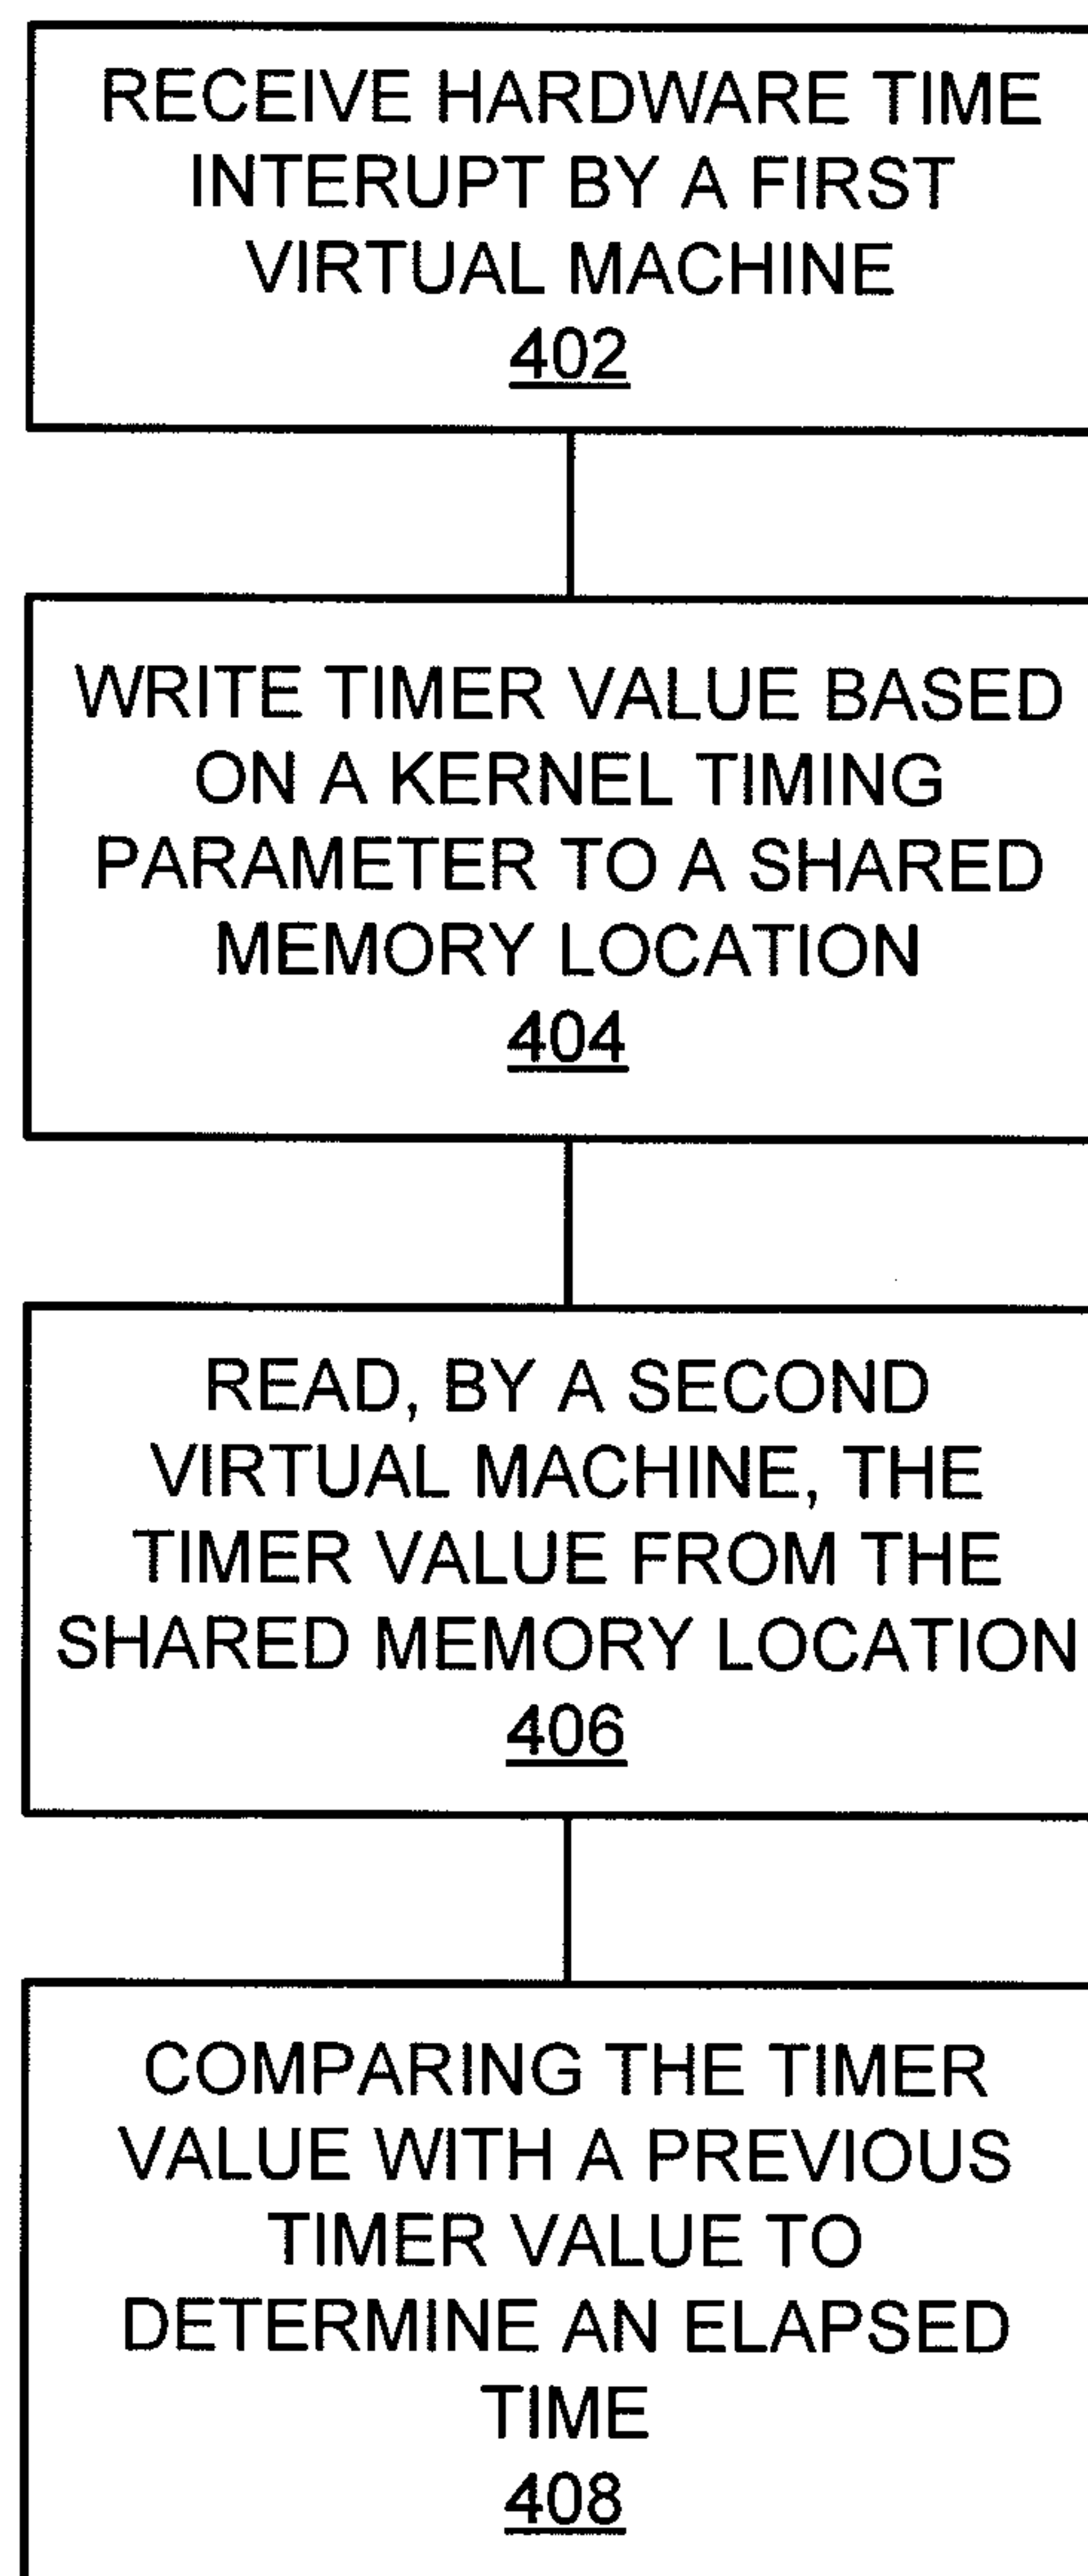 RECEIVE HARDWARE TIME
INTERUPT BY A FIRST
VIRTUAL MACHINE
402
WRITE TIMER VALUE BASED
ON A KERNEL TIMING
PARAMETER TO A SHARED
MEMORY LOCATION
404
READ, BY A SECOND
VIRTUAL MACHINE, THE
TIMER VALUE FROM THE
SHARED MEMORY LOCATION
406
COMPARING THE TIMER
VALUE WITH A PREVIOUS
TIMER VALUE TO
DETERMINE AN ELAPSED
TIME
408